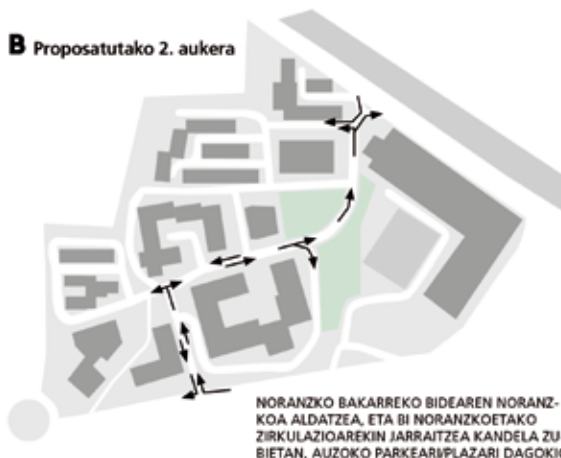 B Proposatutako 2. aukera
NORANZKO BAKARREKO BIDEAREN NORANZ-
KOA ALDATZEA, ETA BI NORANZKOETAKO
ZIRKULAZIOAREKIN JARRAITZEA KANDELA ZU-
BIETAN. AUZOKO PARKEARI/PLAZARI DAGOKIO